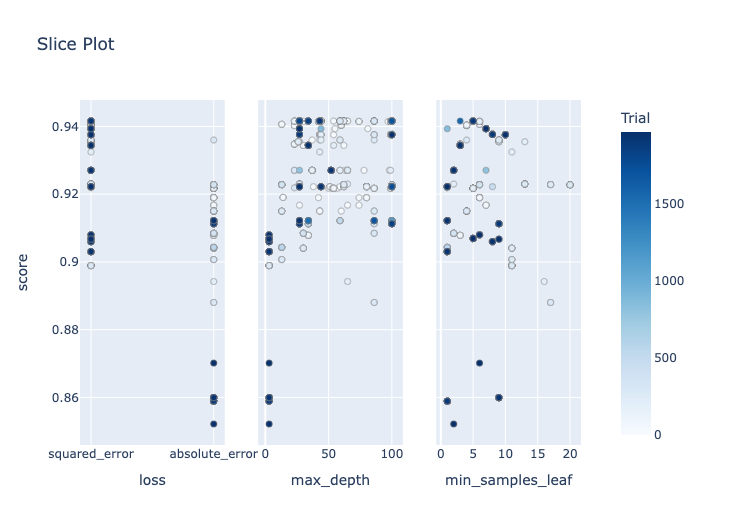 Slice Plot
Trial
score
0.94
0.92
0.9
0.88
0.86
1500
1000
500
0
squared_error
absolute_error
0
50
100
0
5
10
15
20
loss
max_depth
min_samples_leaf